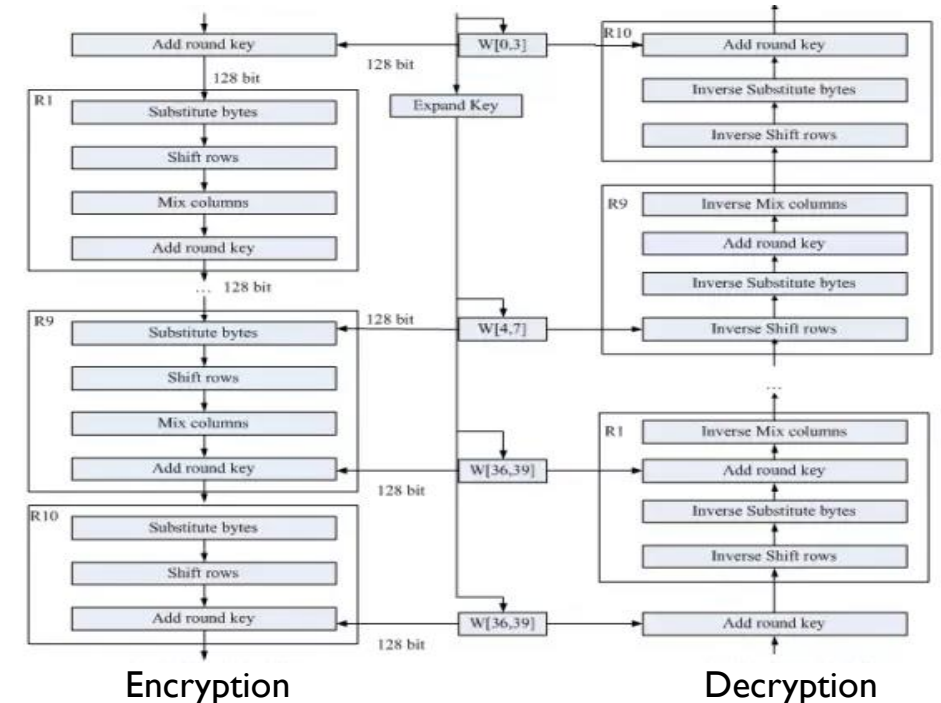 Add round key
128 bit
R1
Substitute bytes
Shift rows
Mix columns
Add round key
... 128 bit
R9
Substitute bytes
Shift rows
Mix columns
Add round key
R10
Substitute bytes
Shift rows
Add round key
Encryption
W[0,3]
128 bit
Expand Key
128 bit
W[4,7]
W[36,39]
128 bit
W[36,39]
128 bit
R10
Add round key
Inverse Substitute bytes
Inverse Shift rows
R9
Inverse Mix columns
Add round key
Inverse Substitute bytes
Inverse Shift rows
...
R1
Inverse Mix columns
Add round key
Inverse Substitute bytes
Inverse Shift rows
Add round key
Decryption